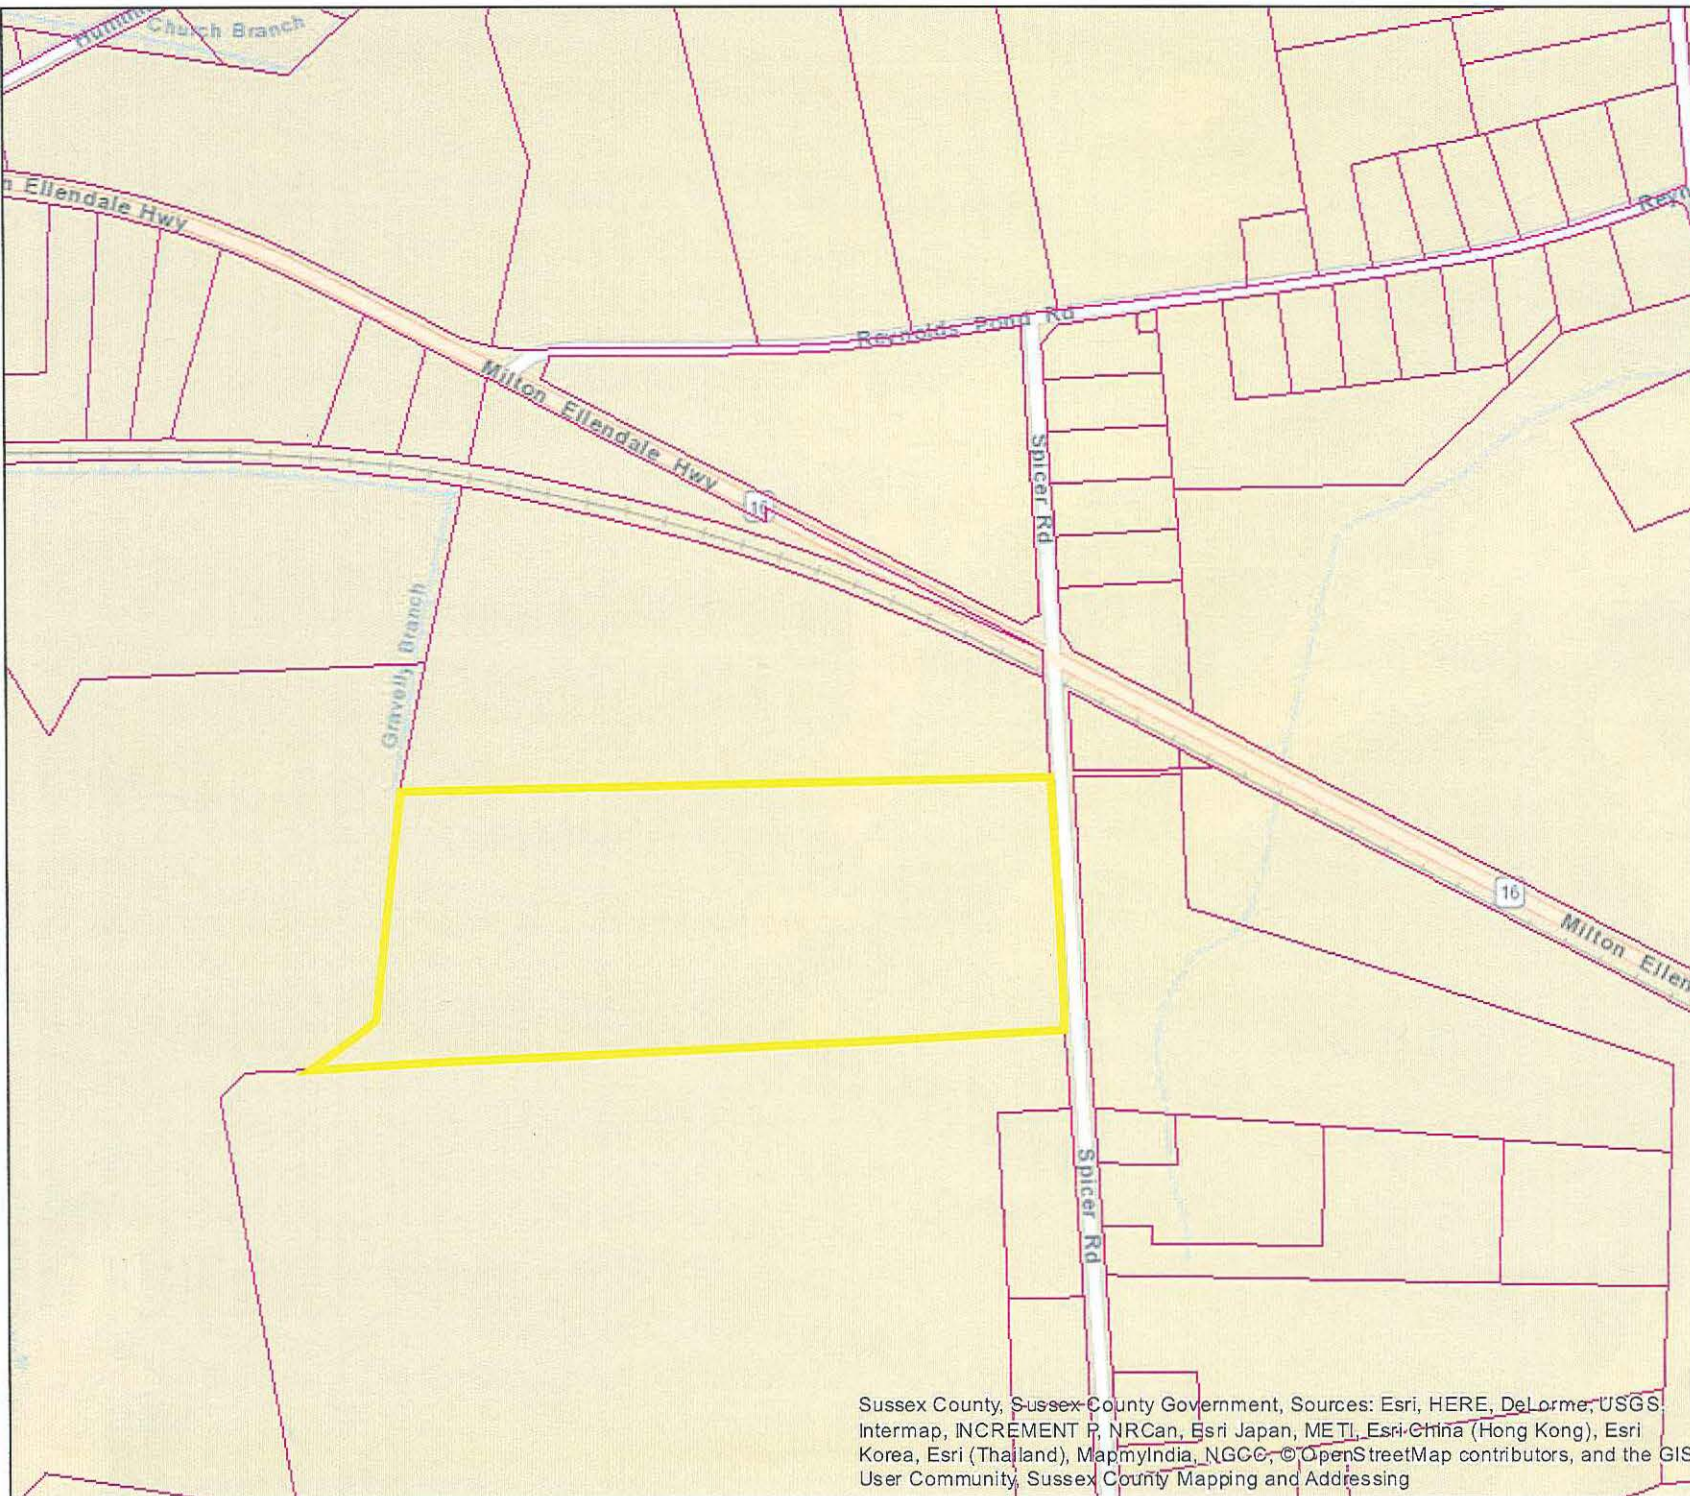 Church Branch
n Ellendale Hwy
Reyn
Reynolds Pond Rd
Milton Ellendale Hwy
16
Spicer Rd
Gravelly Branch
16
Milton Ellen
Spicer Rd
Sussex County, Sussex County Government, Sources: Esri, HERE, DeLorme, USGS,
Intermap, INCREMENT P, NRCan, Esri Japan, METI, Esri China (Hong Kong), Esri
Korea, Esri (Thailand), MapmyIndia, NGCC, © OpenStreetMap contributors, and the GIS
User Community, Sussex County Mapping and Addressing